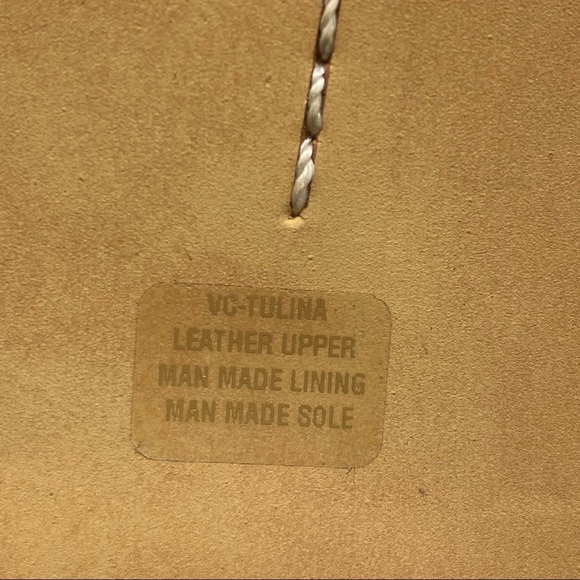 VC-TULINA
LEATHER UPPER
MAN MADE LINING
MAN MADE SOLE